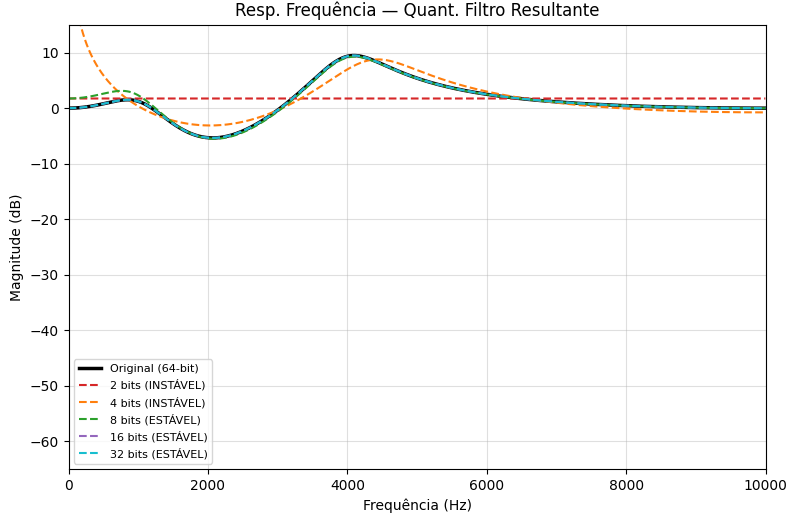 Resp. Frequência — Quant. Filtro Resultante
Magnitude (dB)
10
0
−10
−20
−30
−40
−50
−60
Original (64-bit)
2 bits (INSTÁVEL)
4 bits (INSTÁVEL)
8 bits (ESTÁVEL)
16 bits (ESTÁVEL)
32 bits (ESTÁVEL)
0 2000 4000 6000 8000 10000
Frequência (Hz)